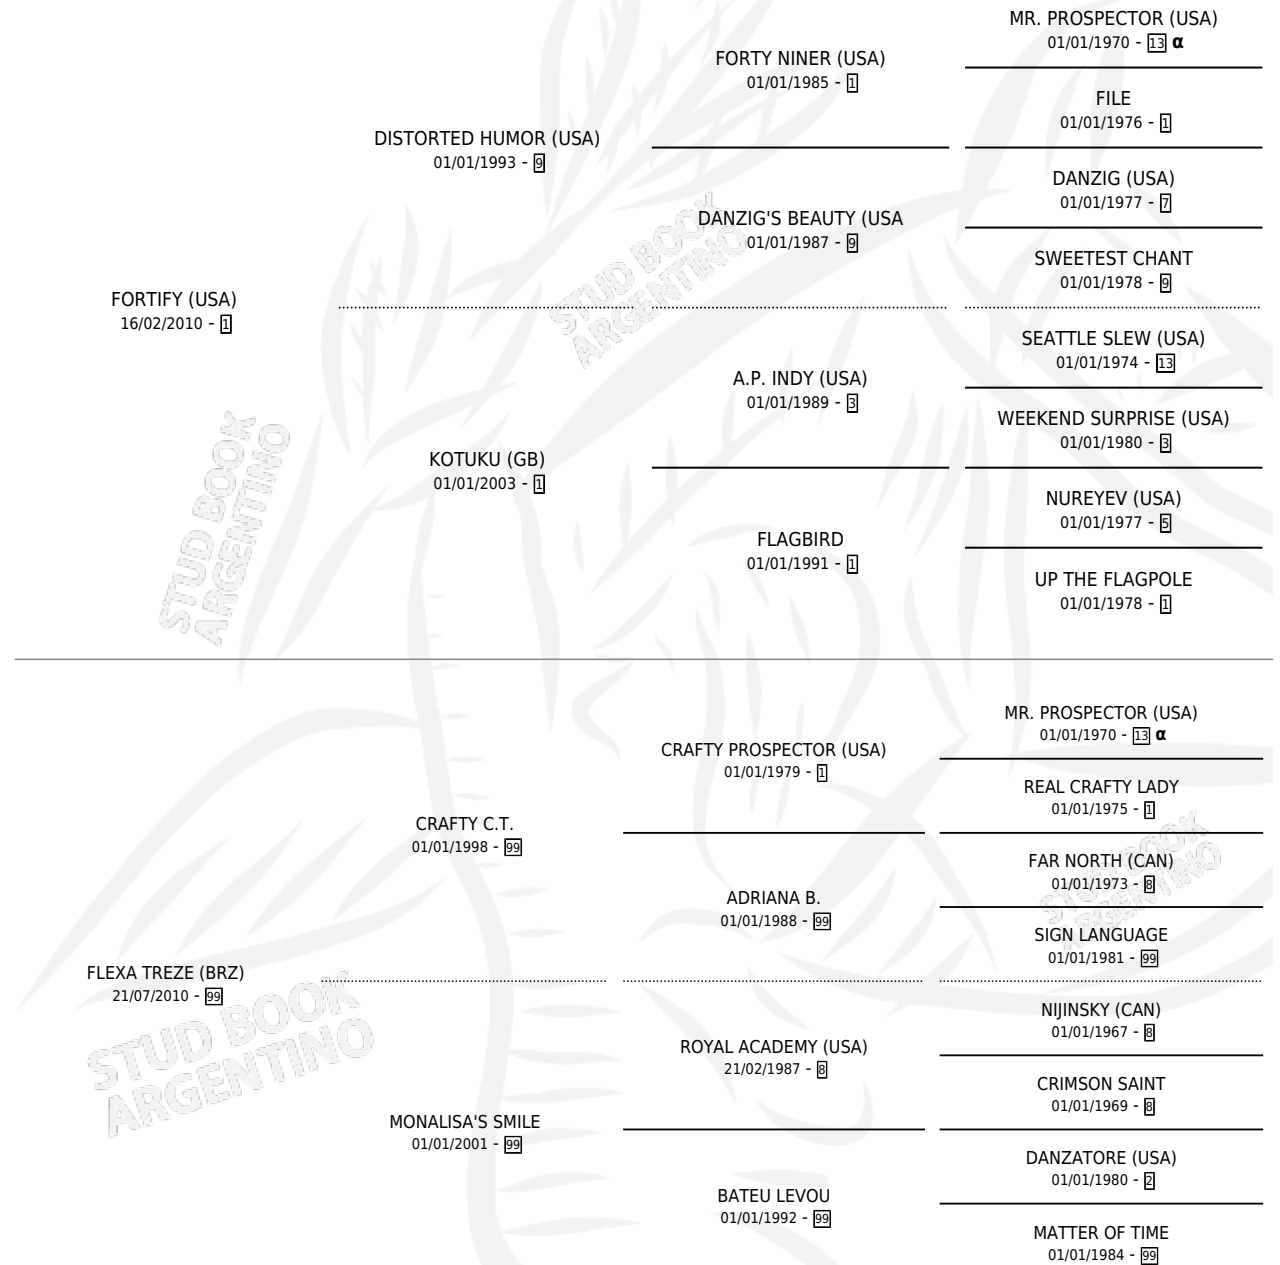 MR. PROSPECTOR (USA)
01/01/1970 - 13 α
FORTY NINER (USA)
01/01/1985 - 1
FILE
01/01/1976 - 1
DISTORTED HUMOR (USA)
01/01/1993 - 9
DANZIG (USA)
01/01/1977 - 7
DANZIG'S BEAUTY (USA
01/01/1987 - 9
SWEETEST CHANT
01/01/1978 - 9
FORTIFY (USA)
16/02/2010 - 1
SEATTLE SLEW (USA)
01/01/1974 - 13
A.P. INDY (USA)
01/01/1989 - 3
WEEKEND SURPRISE (USA)
01/01/1980 - 3
KOTUKU (GB)
01/01/2003 - 1
NUREYEV (USA)
01/01/1977 - 5
FLAGBIRD
01/01/1991 - 1
UP THE FLAGPOLE
01/01/1978 - 1
MR. PROSPECTOR (USA)
01/01/1970 - 13 α
CRAFTY PROSPECTOR (USA)
01/01/1979 - 1
REAL CRAFTY LADY
01/01/1975 - 1
CRAFTY C.T.
01/01/1998 - 99
FAR NORTH (CAN)
01/01/1973 - 8
ADRIANA B.
01/01/1988 - 99
SIGN LANGUAGE
01/01/1981 - 99
FLEXA TREZE (BRZ)
21/07/2010 - 99
NIJINSKY (CAN)
01/01/1967 - 8
ROYAL ACADEMY (USA)
21/02/1987 - 8
CRIMSON SAINT
01/01/1969 - 8
MONALISA'S SMILE
01/01/2001 - 99
DANZATORE (USA)
01/01/1980 - 2
BATEU LEVOU
01/01/1992 - 99
MATTER OF TIME
01/01/1984 - 99
STUD BOOK
ARGENTINO
STUD BOOK
ARGENTINO
STUD BOOK
ARGENTINO
STUD BOOK
ARGENTINO